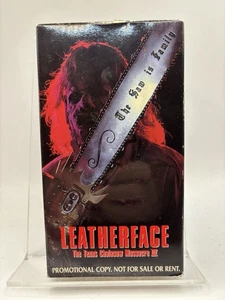 The Saw is Family
LEATHERFACE
The Texas Chainsaw Massacre III
PROMOTIONAL COPY. NOT FOR SALE OR RENT.